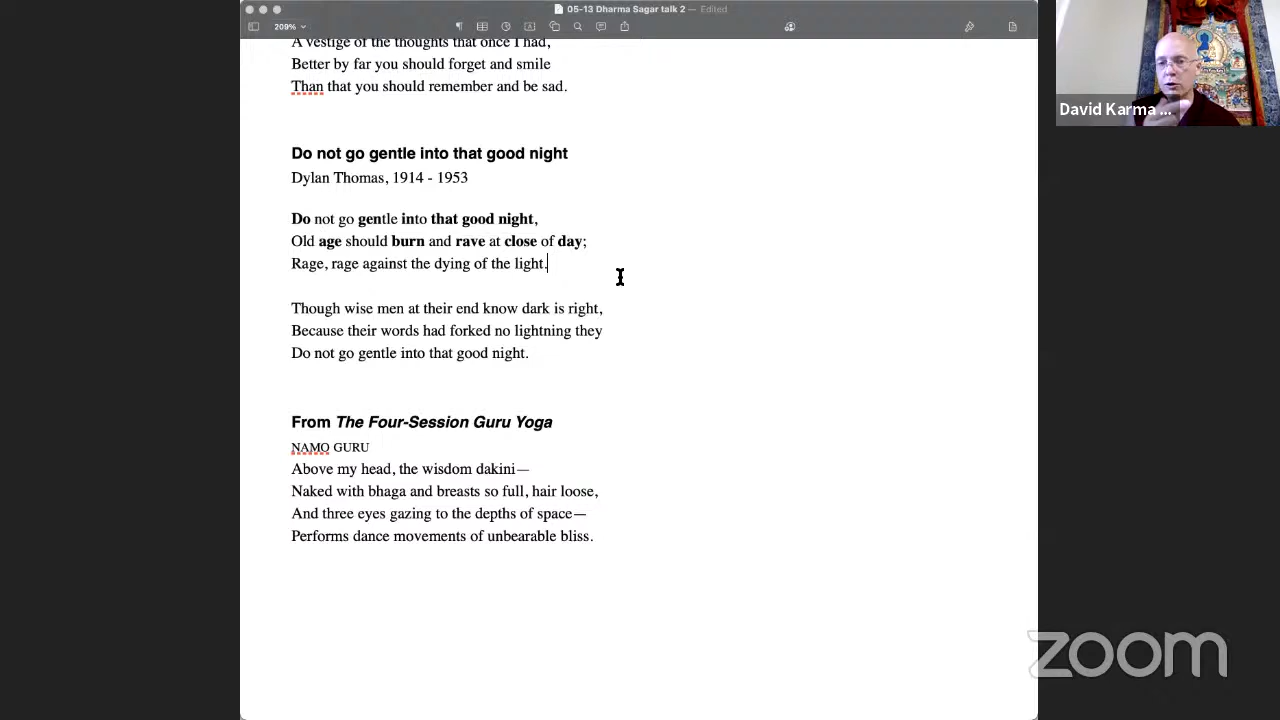 05-13 Dharma Sagar talk 2 — Edited
209%
A vestige of the thoughts that once I had,
Better by far you should forget and smile
Than that you should remember and be sad.
Do not go gentle into that good night
Dylan Thomas, 1914 - 1953
Do not go gentle into that good night,
Old age should burn and rave at close of day;
Rage, rage against the dying of the light.
Though wise men at their end know dark is right,
Because their words had forked no lightning they
Do not go gentle into that good night.
From The Four-Session Guru Yoga
NAMO GURU
Above my head, the wisdom dakini—
Naked with bhaga and breasts so full, hair loose,
And three eyes gazing to the depths of space—
Performs dance movements of unbearable bliss.
David Karma ...
zoom